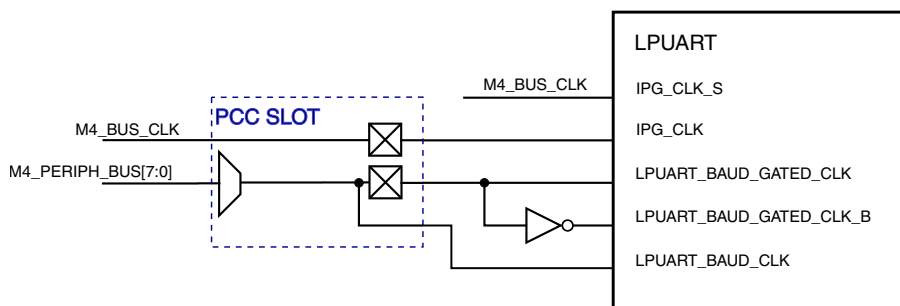 LPUART
M4_BUS_CLK
IPG_CLK_S
PCC SLOT
M4_BUS_CLK
IPG_CLK
M4_PERIPH_BUS[7:0]
LPUART_BAUD_GATED_CLK
LPUART_BAUD_GATED_CLK_B
LPUART_BAUD_CLK